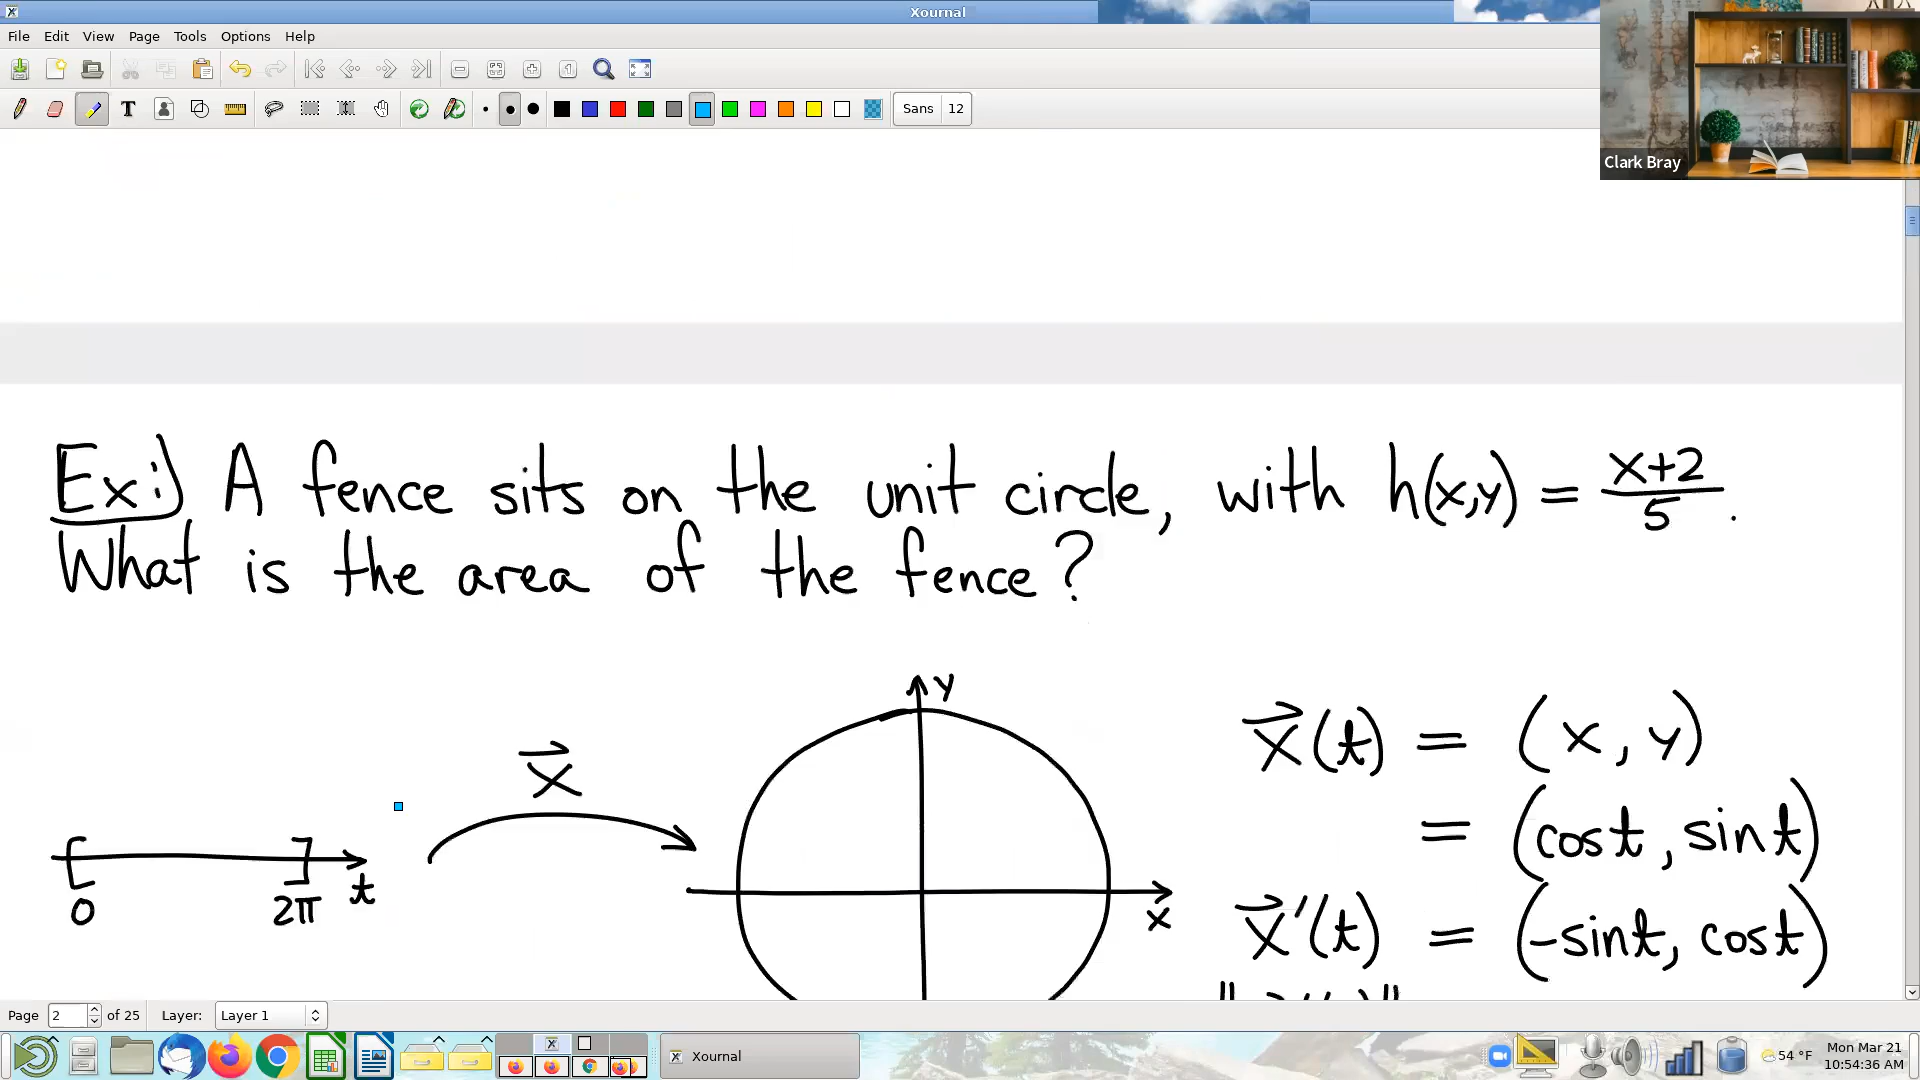 Xournal
File Edit View Page Tools Options Help
Clark Bray
Sans 12
Ex: A fence sits on the unit circle, with h(x,y) = x+2 / 5 .
What is the area of the fence?
y
x⃗
x⃗(t) = (x, y)
= (cost, sint)
0 2π t
x
x⃗'(t) = (-sint, cost)
Page 2 of 25 Layer: Layer 1
Xournal
54 °F
Mon Mar 21
10:54:36 AM